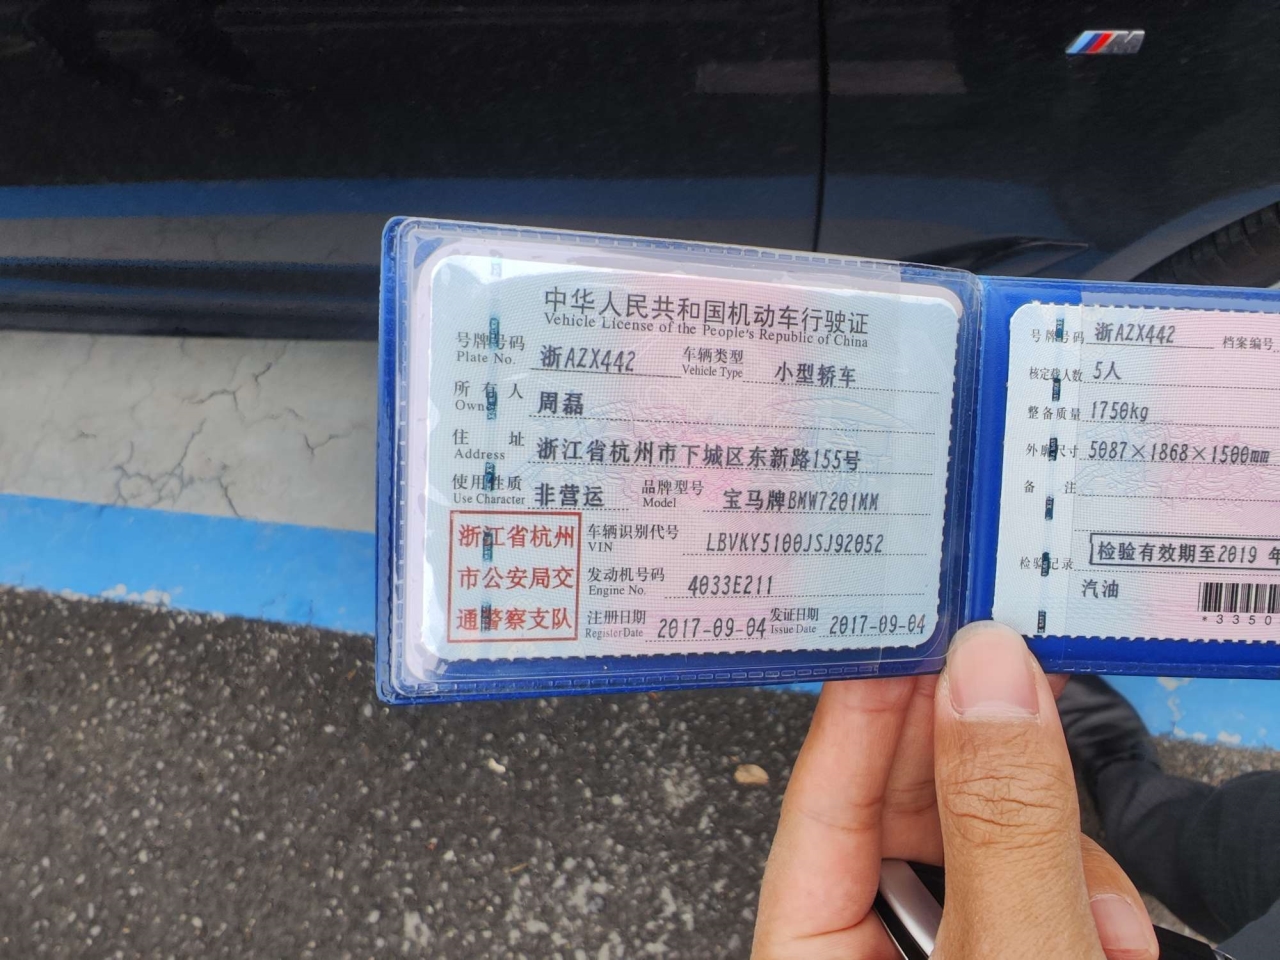 M
中华人民共和国机动车行驶证
Vehicle License of the People's Republic of China
号牌号码 浙AZX442 车辆类型 小型轿车
Plate No. Vehicle Type
所有人 周磊
Owner
住址 浙江省杭州市下城区东新路155号
Address
使用性质 非营运 品牌型号 宝马牌BMW7201MM
Use Character Model
浙江省杭州
市公安局交
通警察支队
车辆识别代号 LBVKY5100JSJ92052
VIN
发动机号码 4033E211
Engine No.
注册日期 2017-09-04 发证日期 2017-09-04
Register Date Issue Date
号牌号码 浙AZX442 档案编号
核定载人数 5人
整备质量 1750kg
外廓尺寸 5087×1868×1500mm
备注
检验记录 检验有效期至2019 年
汽油
*3350